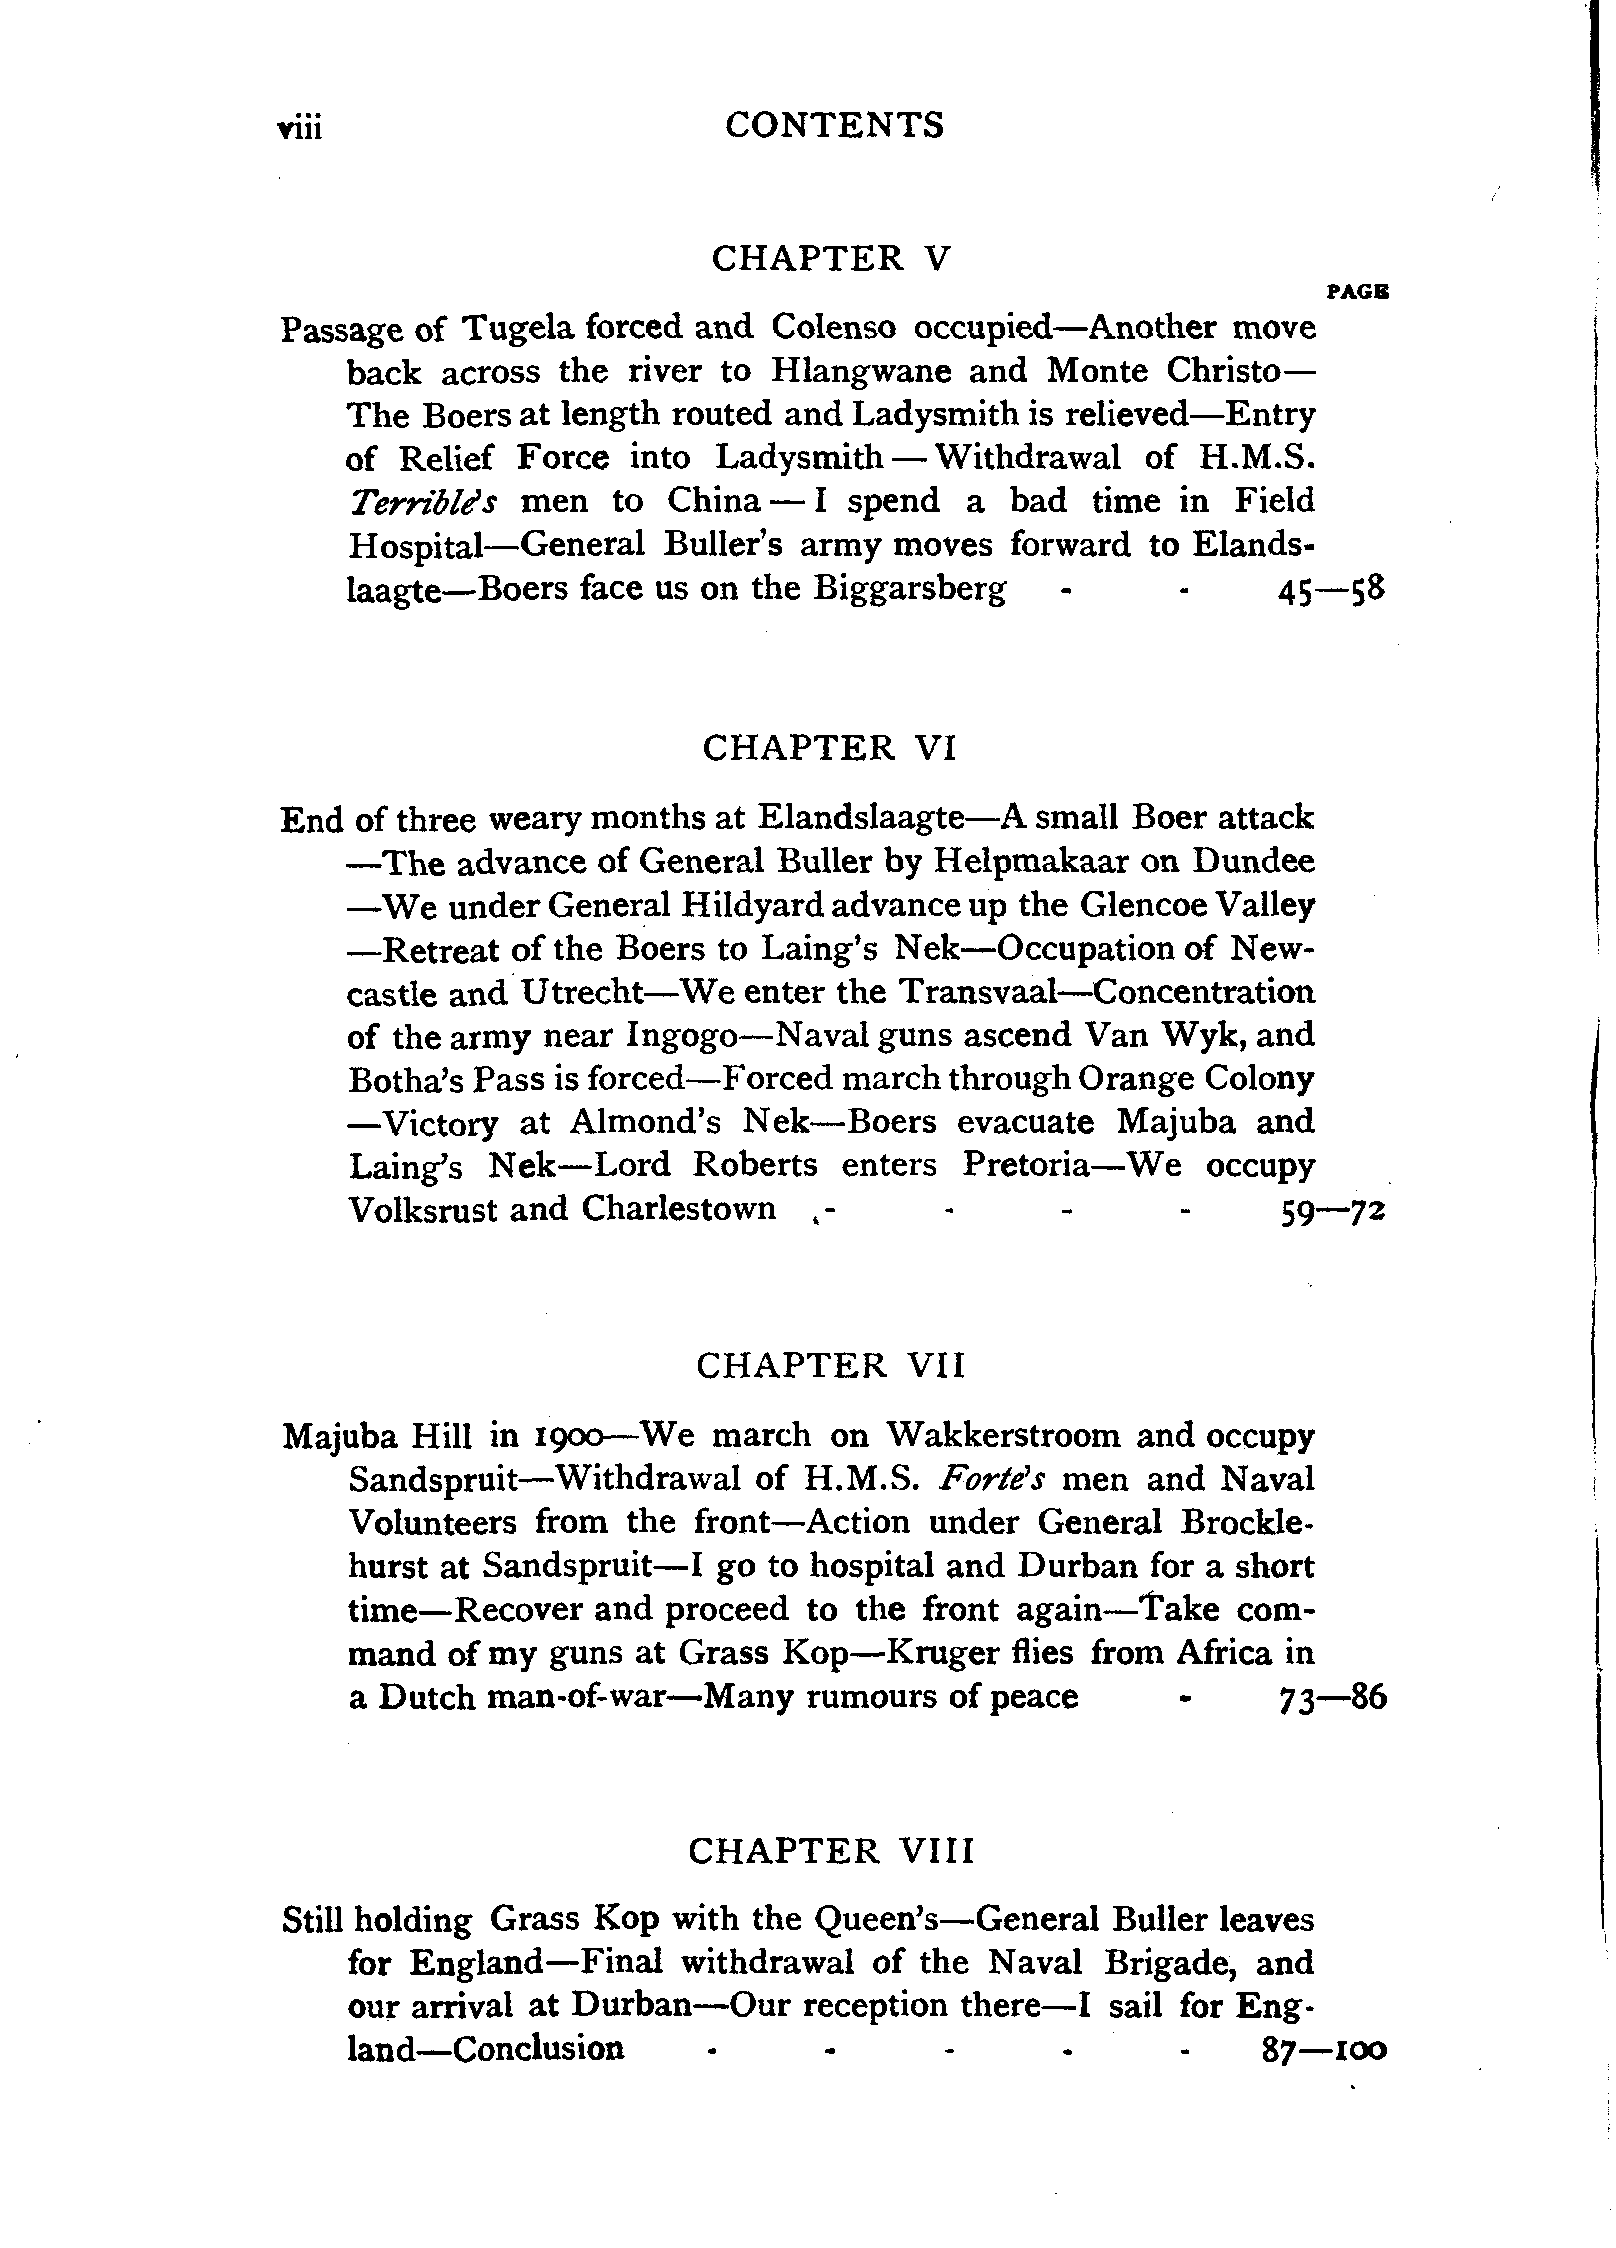 viii CONTENTS
CHAPTER V
PAGE
Passage of Tugela forced and Colenso occupied—Another move
back across the river to Hlangwane and Monte Christo—
The Boers at length routed and Ladysmith is relieved—Entry
of Relief Force into Ladysmith — Withdrawal of H.M.S.
Terrible's men to China — I spend a bad time in Field
Hospital—General Buller's army moves forward to Elands-
laagte—Boers face us on the Biggarsberg - - 45—58
CHAPTER VI
End of three weary months at Elandslaagte—A small Boer attack
—The advance of General Buller by Helpmakaar on Dundee
—We under General Hildyard advance up the Glencoe Valley
—Retreat of the Boers to Laing's Nek—Occupation of New-
castle and Utrecht—We enter the Transvaal—Concentration
of the army near Ingogo—Naval guns ascend Van Wyk, and
Botha's Pass is forced—Forced march through Orange Colony
—Victory at Almond's Nek—Boers evacuate Majuba and
Laing's Nek—Lord Roberts enters Pretoria—We occupy
Volksrust and Charlestown - - - - 59—72
CHAPTER VII
Majuba Hill in 1900—We march on Wakkerstroom and occupy
Sandspruit—Withdrawal of H.M.S. Forte's men and Naval
Volunteers from the front—Action under General Brockle-
hurst at Sandspruit—I go to hospital and Durban for a short
time—Recover and proceed to the front again—Take com-
mand of my guns at Grass Kop—Kruger flies from Africa in
a Dutch man-of-war—Many rumours of peace - 73—86
CHAPTER VIII
Still holding Grass Kop with the Queen's—General Buller leaves
for England—Final withdrawal of the Naval Brigade, and
our arrival at Durban—Our reception there—I sail for Eng-
land—Conclusion - - - - - 87—100